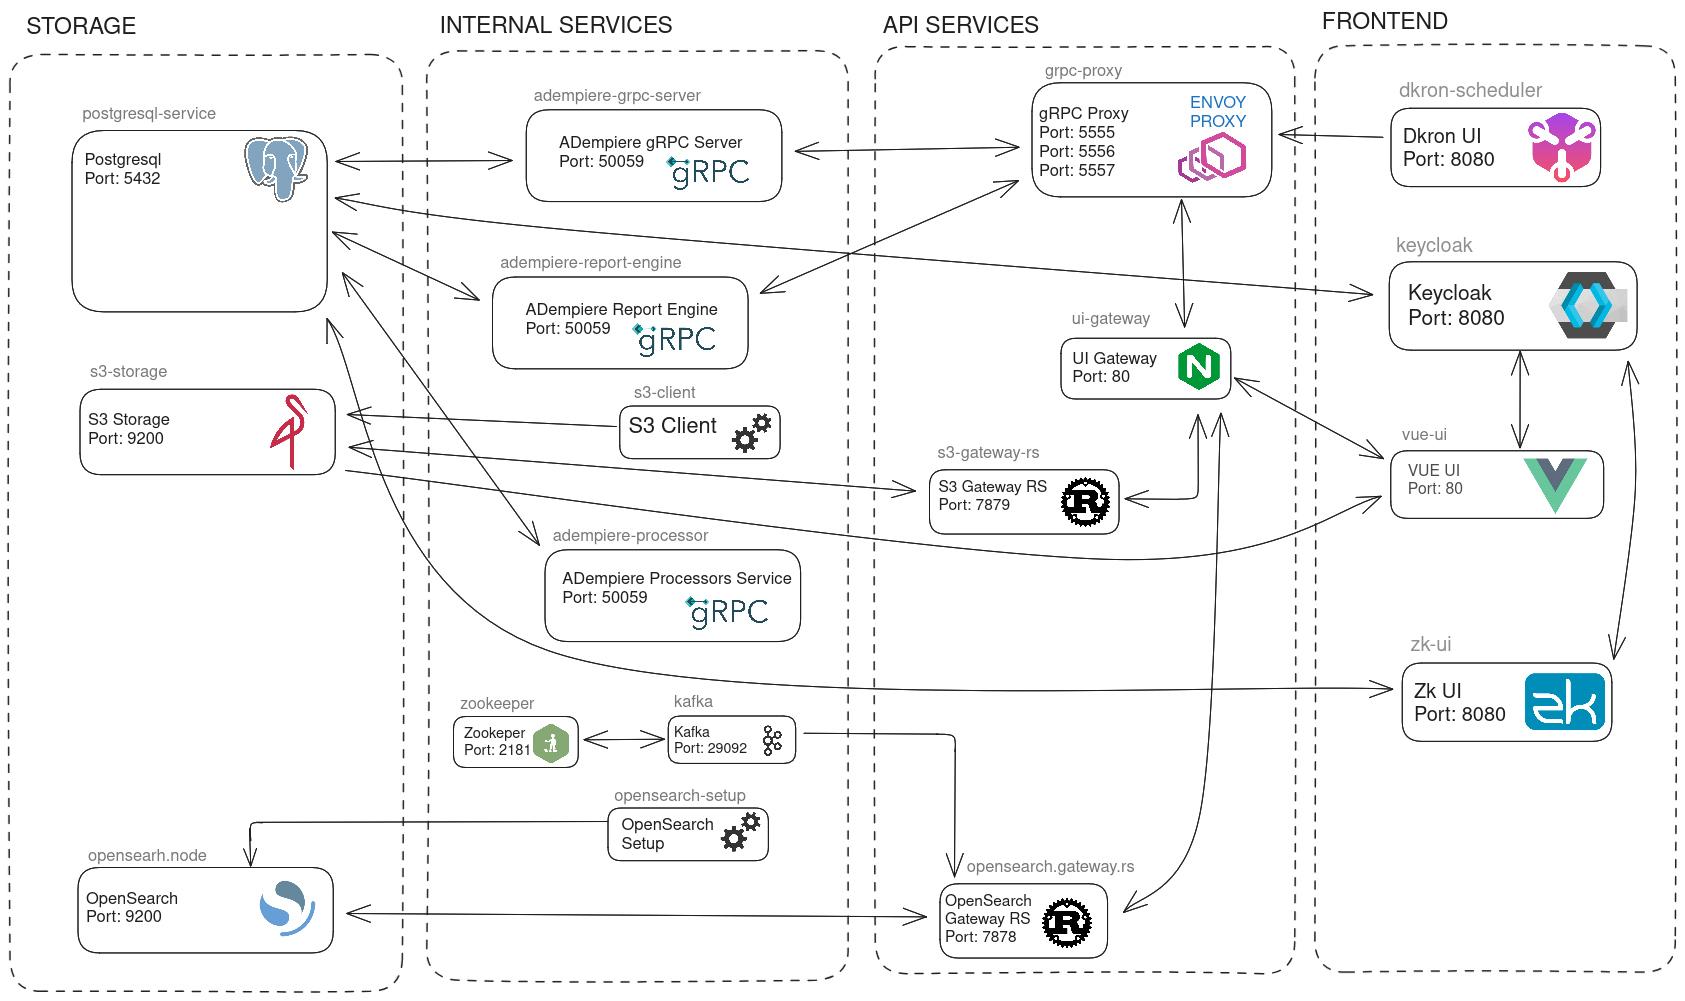 STORAGE
INTERNAL SERVICES
API SERVICES
FRONTEND
postgresql-service
Postgresql
Port: 5432
s3-storage
S3 Storage
Port: 9200
opensearh.node
OpenSearch
Port: 9200
adempiere-grpc-server
ADempiere gRPC Server
Port: 50059
gRPC
adempiere-report-engine
ADempiere Report Engine
Port: 50059
gRPC
s3-client
S3 Client
adempiere-processor
ADempiere Processors Service
Port: 50059
gRPC
zookeeper
Zookeper
Port: 2181
kafka
Kafka
Port: 29092
opensearch-setup
OpenSearch
Setup
grpc-proxy
gRPC Proxy
Port: 5555
Port: 5556
Port: 5557
ENVOY
PROXY
ui-gateway
UI Gateway
Port: 80
N
s3-gateway-rs
S3 Gateway RS
Port: 7879
R
opensearch.gateway.rs
OpenSearch
Gateway RS
Port: 7878
R
dkron-scheduler
Dkron UI
Port: 8080
keycloak
Keycloak
Port: 8080
vue-ui
VUE UI
Port: 80
zk-ui
Zk UI
Port: 8080
zk